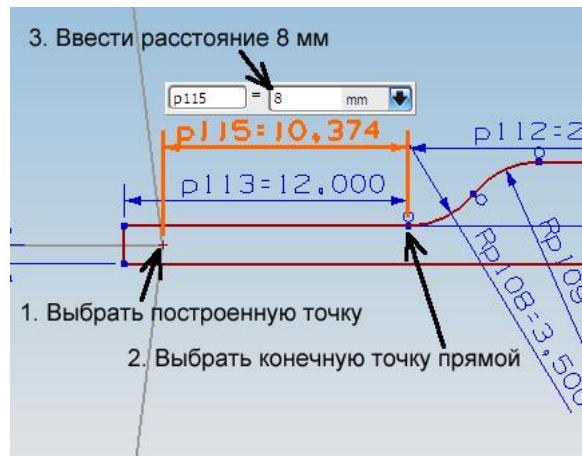 3. Ввести расстояние 8 мм
p115 = 8 mm
p115=10,374
p112=2
p113=12,000
Rp108=3,500
Rp109
1. Выбрать построенную точку
2. Выбрать конечную точку прямой